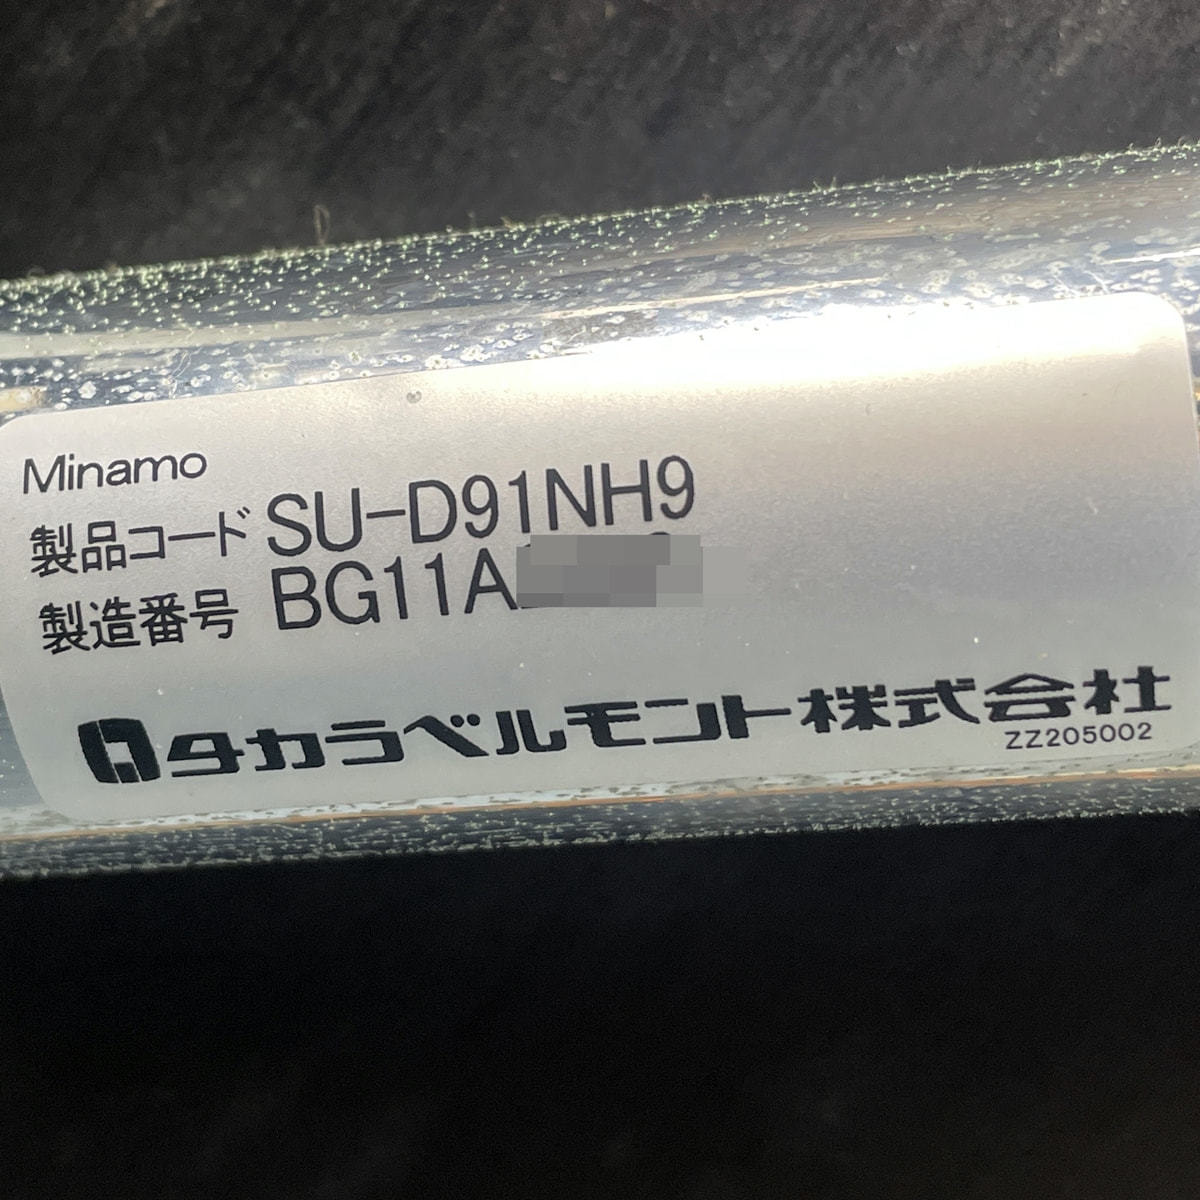 Minamo
製品コード SU-D91NH9
製造番号 BG11A
タカラベルモント株式会社
ZZ205002